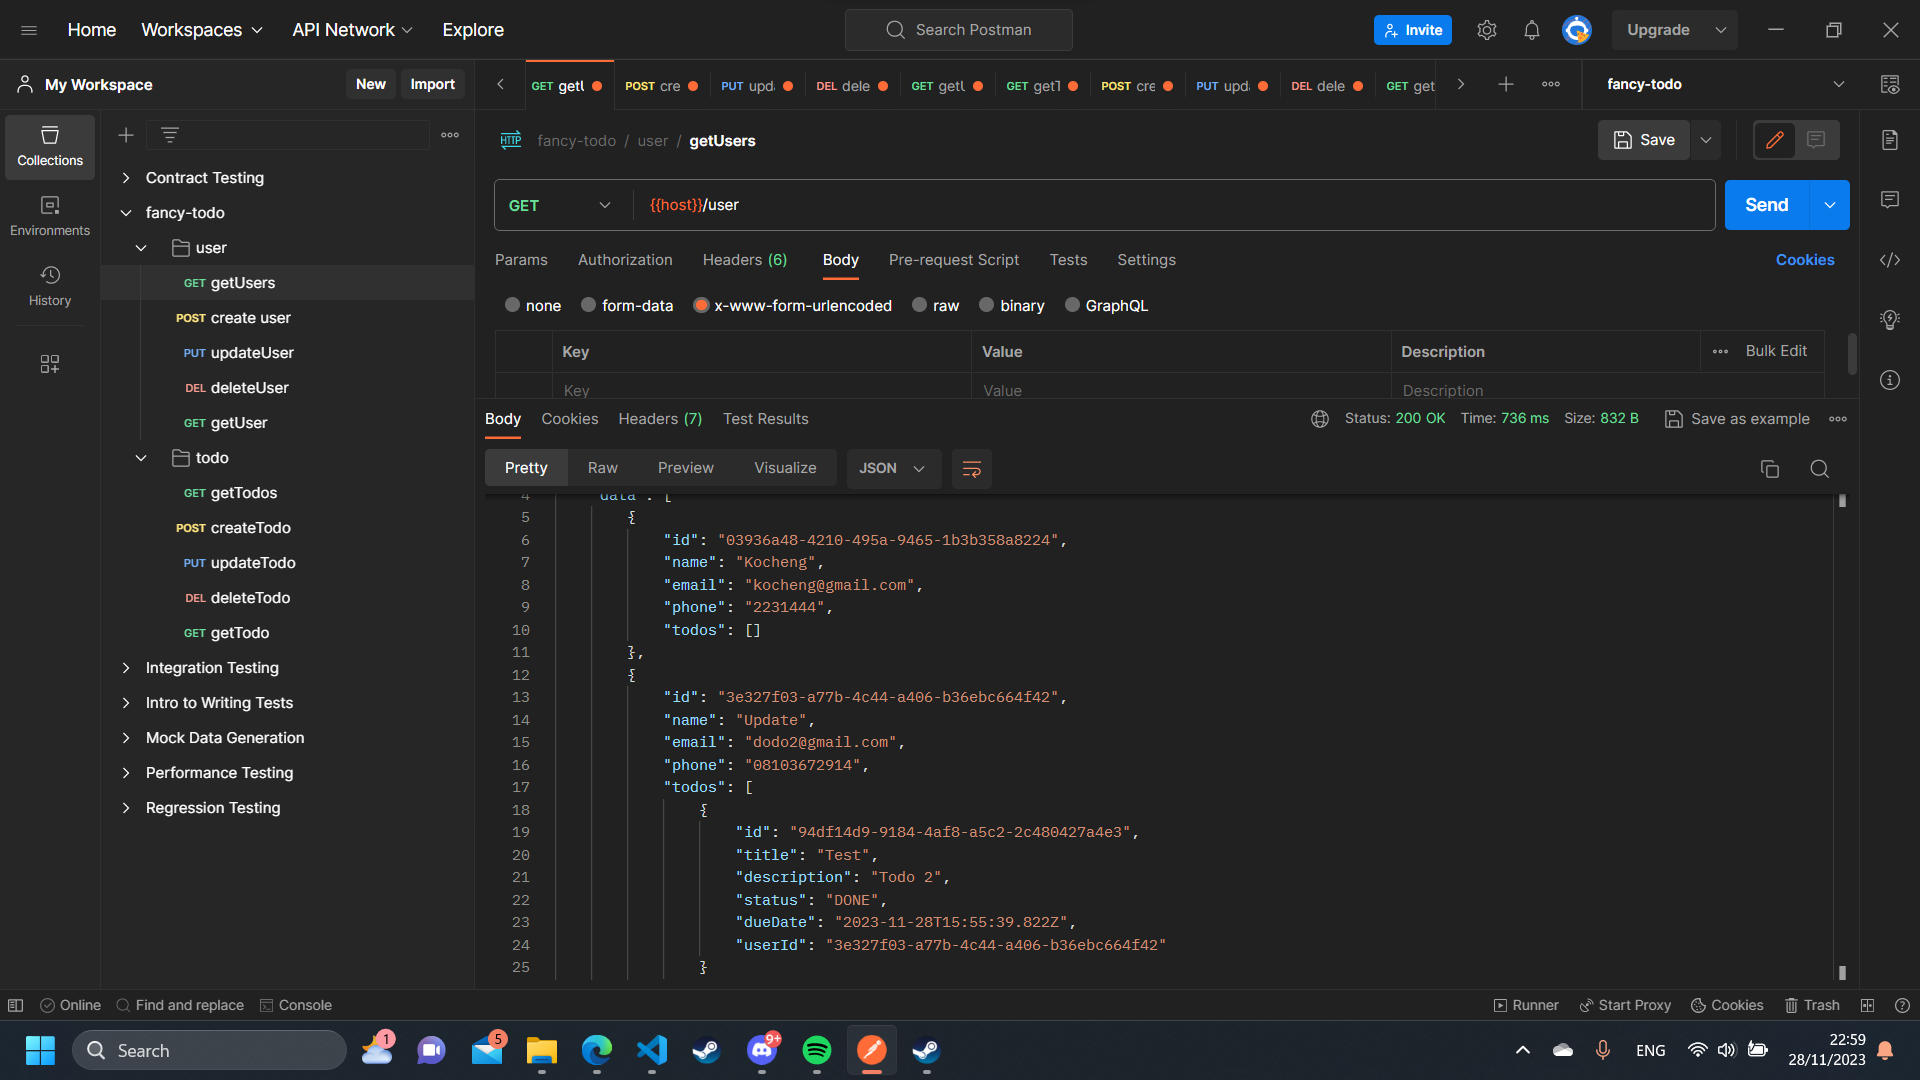 Home Workspaces API Network Explore Search Postman Invite Upgrade
My Workspace New Import GET getU POST cre PUT upda DEL dele GET getU GET getT POST cre PUT upda DEL dele GET get fancy-todo
Collections
Environments
History
Contract Testing
fancy-todo
user
GET getUsers
POST create user
PUT updateUser
DEL deleteUser
GET getUser
todo
GET getTodos
POST createTodo
PUT updateTodo
DEL deleteTodo
GET getTodo
Integration Testing
Intro to Writing Tests
Mock Data Generation
Performance Testing
Regression Testing
HTTP fancy-todo / user / getUsers Save
GET {{host}}/user Send
Params Authorization Headers (6) Body Pre-request Script Tests Settings Cookies
none form-data x-www-form-urlencoded raw binary GraphQL
Key Value Description Bulk Edit
Key Value Description
Body Cookies Headers (7) Test Results Status: 200 OK Time: 736 ms Size: 832 B Save as example
Pretty Raw Preview Visualize JSON
4 "data": [
5 {
6 "id": "03936a48-4210-495a-9465-1b3b358a8224",
7 "name": "Kocheng",
8 "email": "kocheng@gmail.com",
9 "phone": "2231444",
10 "todos": []
11 },
12 {
13 "id": "3e327f03-a77b-4c44-a406-b36ebc664f42",
14 "name": "Update",
15 "email": "dodo2@gmail.com",
16 "phone": "08103672914",
17 "todos": [
18 {
19 "id": "94df14d9-9184-4af8-a5c2-2c480427a4e3",
20 "title": "Test",
21 "description": "Todo 2",
22 "status": "DONE",
23 "dueDate": "2023-11-28T15:55:39.822Z",
24 "userId": "3e327f03-a77b-4c44-a406-b36ebc664f42"
25 }
Online Find and replace Console Runner Start Proxy Cookies Trash
Search 1 5 9+ ENG 22:59
28/11/2023